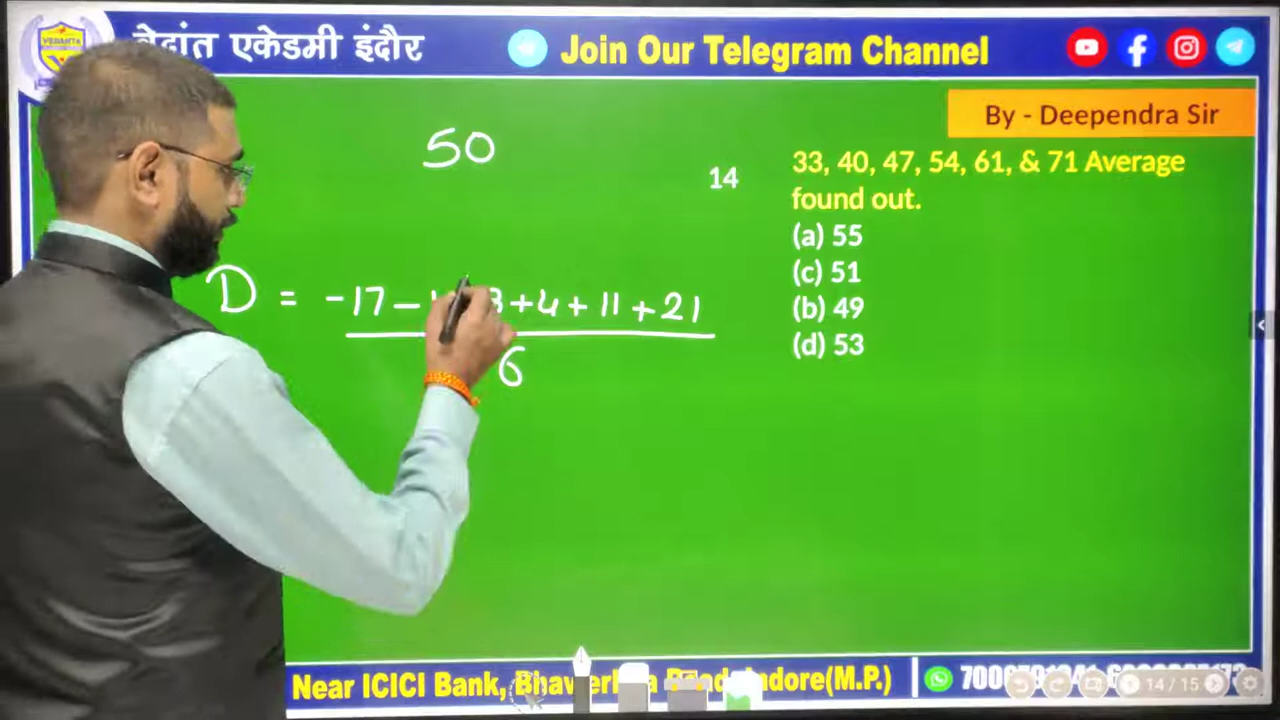 वेदांत एकेडमी इंदौर
Join Our Telegram Channel
By - Deependra Sir
50
14
33, 40, 47, 54, 61, & 71 Average
found out.
(a) 55
(c) 51
(b) 49
(d) 53
D = -17 - +4 + 11 + 21
6
Near ICICI Bank, Indore(M.P.)
14 / 15